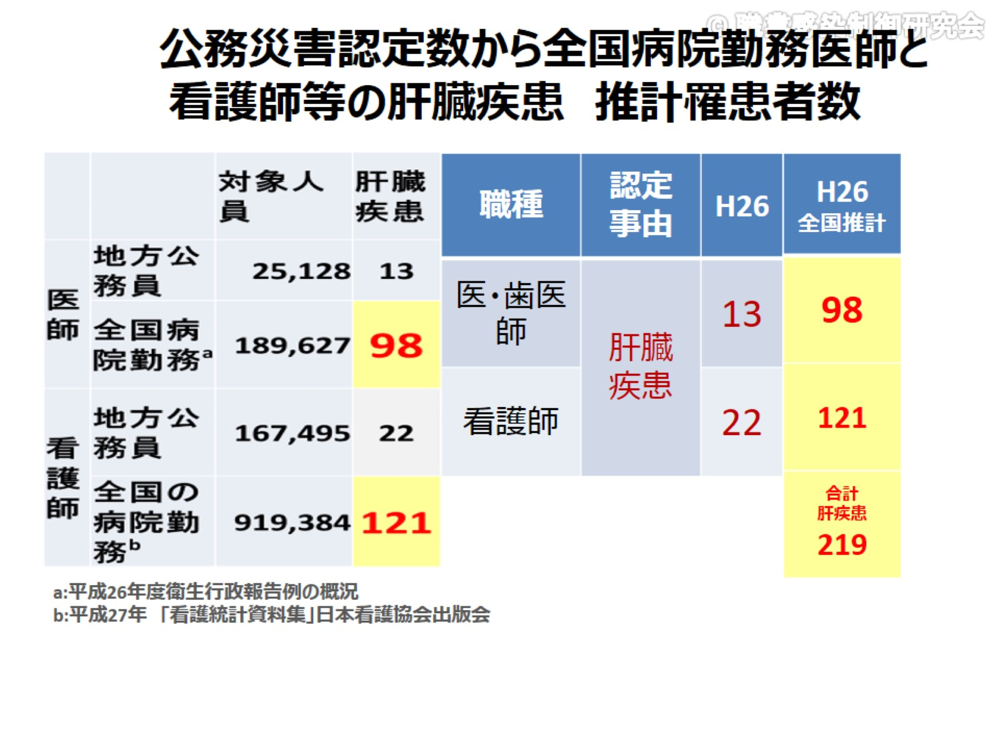 © 職業感染制御研究会
公務災害認定数から全国病院勤務医師と
看護師等の肝臓疾患　推計罹患者数
対象人
員
肝臓
疾患
医
師
地方公
務員
25,128
13
全国病
院勤務a
189,627
98
看
護
師
地方公
務員
167,495
22
全国の
病院勤
務b
919,384
121
職種
認定
事由
H26
H26
全国推計
医・歯医
師
肝臓
疾患
13
98
看護師
22
121
合計
肝疾患
219
a:平成26年度衛生行政報告例の概況
b:平成27年 「看護統計資料集」日本看護協会出版会